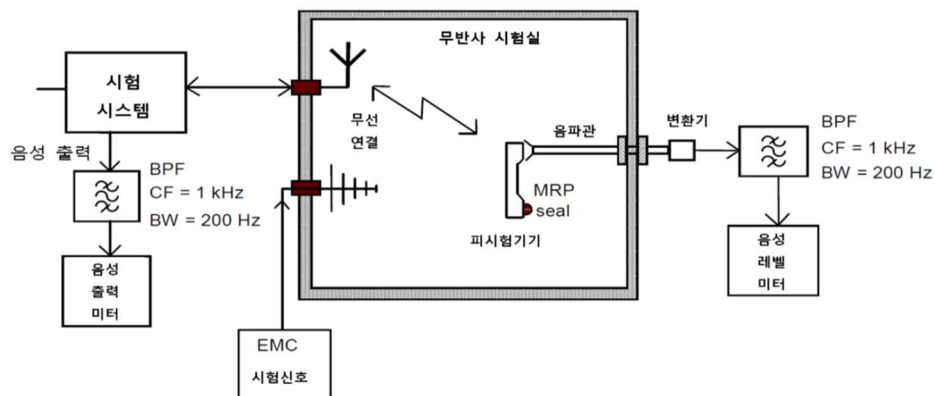 무반사 시험실
시험
시스템
음성 출력
BPF
CF = 1 kHz
BW = 200 Hz
음성
출력
미터
무선
연결
EMC
시험신호
음파관
변환기
MRP
seal
피시험기기
BPF
CF = 1 kHz
BW = 200 Hz
음성
레벨
미터